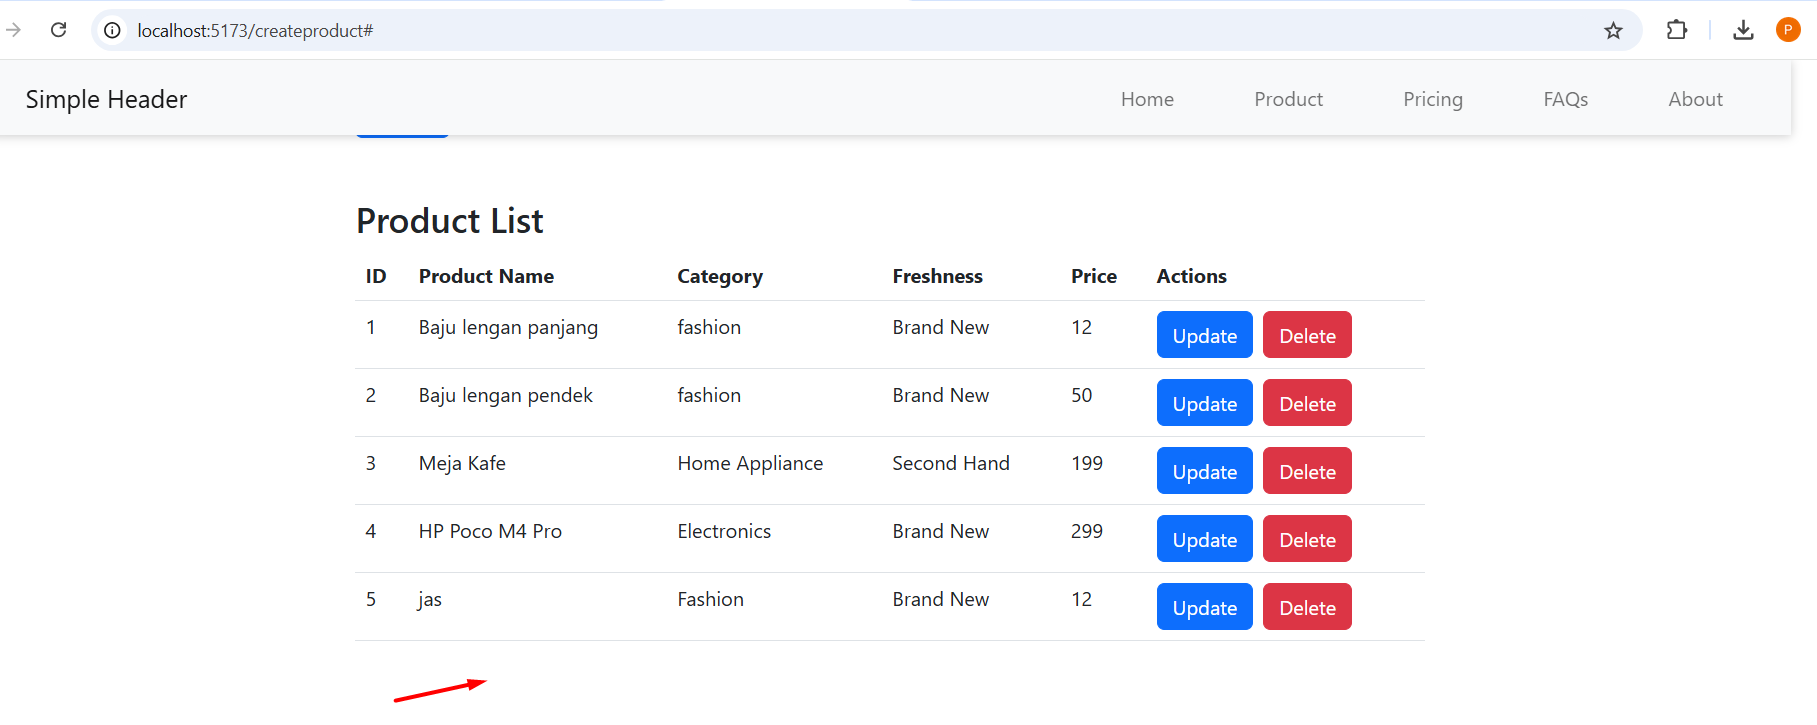 localhost:5173/createproduct#
P
Simple Header Home Product Pricing FAQs About
Product List
ID Product Name Category Freshness Price Actions
1 Baju lengan panjang fashion Brand New 12 Update Delete
2 Baju lengan pendek fashion Brand New 50 Update Delete
3 Meja Kafe Home Appliance Second Hand 199 Update Delete
4 HP Poco M4 Pro Electronics Brand New 299 Update Delete
5 jas Fashion Brand New 12 Update Delete